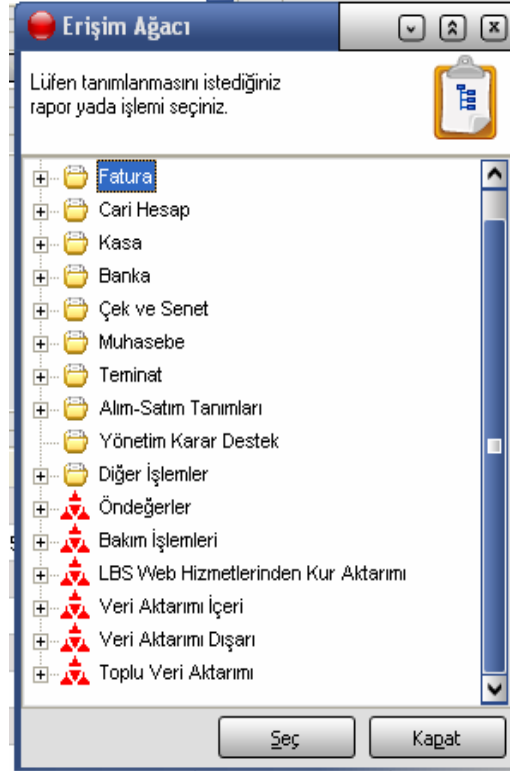 Erişim Ağacı
Lüfen tanımlanmasını istediğiniz
rapor yada işlemi seçiniz.
Fatura
Cari Hesap
Kasa
Banka
Çek ve Senet
Muhasebe
Teminat
Alım-Satım Tanımları
Yönetim Karar Destek
Diğer İşlemler
Öndeğerler
Bakım İşlemleri
LBS Web Hizmetlerinden Kur Aktarımı
Veri Aktarımı İçeri
Veri Aktarımı Dışarı
Toplu Veri Aktarımı
Seç Kapat